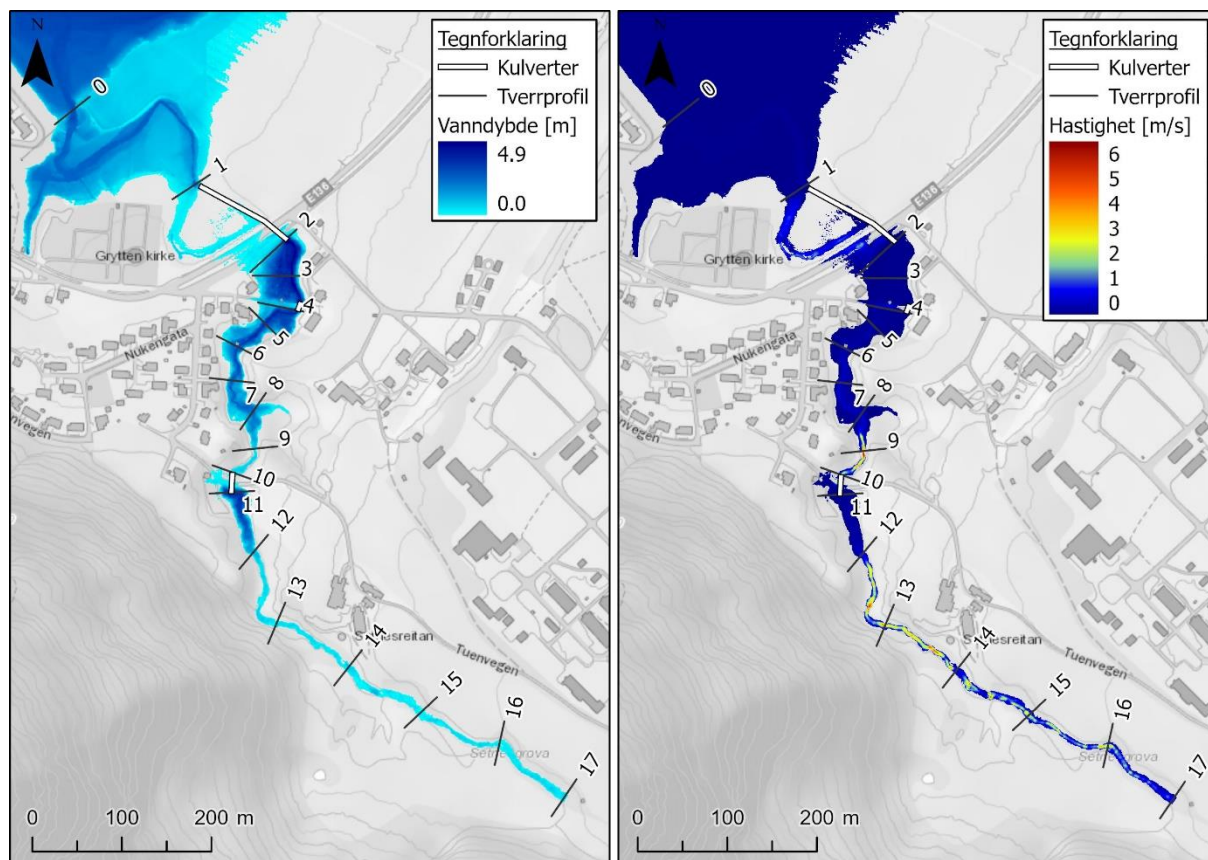 N
Tegnforklaring
Kulverter
Tverrprofil
Vanndybde [m]
4.9
0.0
0
1
E136
2
Grytten kirke
3
4
5
Nukengata
6
8
7
9
Tuenvegen
10
11
12
13
14
Tuenvegen
15
16
17
0 100 200 m
N
Tegnforklaring
Kulverter
Tverrprofil
Hastighet [m/s]
6
5
4
3
2
1
0
0
1
E136
2
Grytten kirke
3
4
5
Nukengata
6
8
7
9
Tuenvegen
10
11
12
13
14
Tuenvegen
15
16
17
0 100 200 m